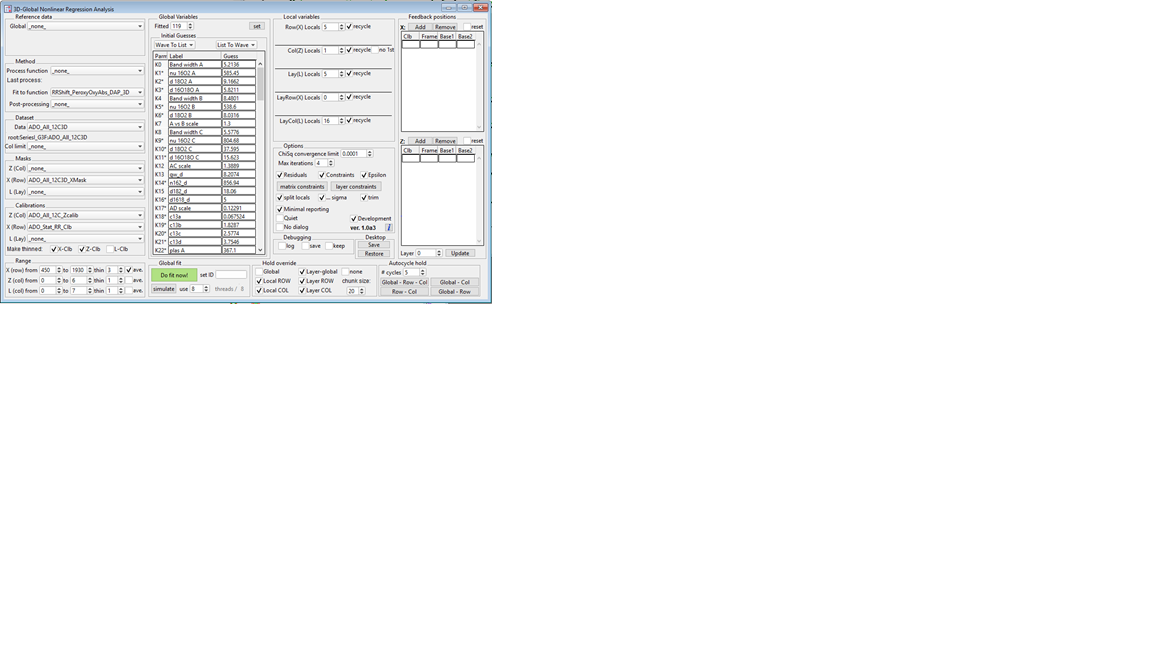 3D-Global Nonlinear Regression Analysis
Reference data
Global _none_
Method
Process function _none_
Last process:
Fit to function RRShift_PeroxyOxyAbs_DAP_3D
Post-processing _none_
Dataset
Data ADO_All_12C3D
root:SeriesI_G3F:ADO_All_12C3D
Col limit _none_
Masks
Z (Col) _none_
X (Row) ADO_All_12C3D_XMask
L (Lay) _none_
Calibrations
Z (Col) ADO_All_12C_Zcalib
X (Row) ADO_Stat_RR_Clb
L (Lay) _none_
Make thinned: X-Clb Z-Clb L-Clb
Range
X (row) from 450 to 1930 thin 3 ave.
Z (col) from 0 to 6 thin 1 ave.
L (col) from 0 to 7 thin 1 ave.
Global Variables
Fitted 119 set
Initial Guesses
Wave To List List To Wave
Parm Label Guess
K0 Band width A 5.2136
K1* nu 16O2 A 585.45
K2* d 18O2 A 9.1662
K3* d 16O18O A 5.8211
K4 Band width B 8.4801
K5* nu 16O2 B 538.6
K6* d 18O2 B 8.0316
K7 A vs B scale 1.3
K8 Band width C 5.5776
K9* nu 16O2 C 804.68
K10* d 18O2 C 37.595
K11* d 16O18O C 15.623
K12 AC scale 1.3889
K13 gw_d 8.2074
K14* n162_d 856.94
K15 d182_d 18.06
K16* d1618_d 5
K17* AD scale 0.12291
K18* c13a 0.067524
K19* c13b 1.8287
K20* c13c 2.5774
K21* c13d 3.7546
K22* plas A 367.1
Global fit
Do fit now! set ID
simulate use 8 threads / 8
Local variables
Row(X) Locals 5 recycle
Col(Z) Locals 1 recycle no 1st
Lay(L) Locals 5 recycle
LayRow(X) Locals 0 recycle
LayCol(L) Locals 16 recycle
Options
ChiSq convergence limit 0.0001
Max iterations 4
Residuals Constraints Epsilon
matrix constraints layer constraints
split locals ... sigma trim
Minimal reporting
Quiet Development
No dialog ver. 1.0a3 i
Debugging Desktop
log save keep Save
Restore
Hold override
Global Layer-global none
Local ROW Layer ROW chunk size:
Local COL Layer COL 20
Feedback positions
X: Add Remove reset
Clb Frame Base1 Base2
Z: Add Remove reset
Clb Frame Base1 Base2
Layer 0 Update
Autocycle hold
# cycles 5
Global - Row - Col Global - Col
Row - Col Global - Row